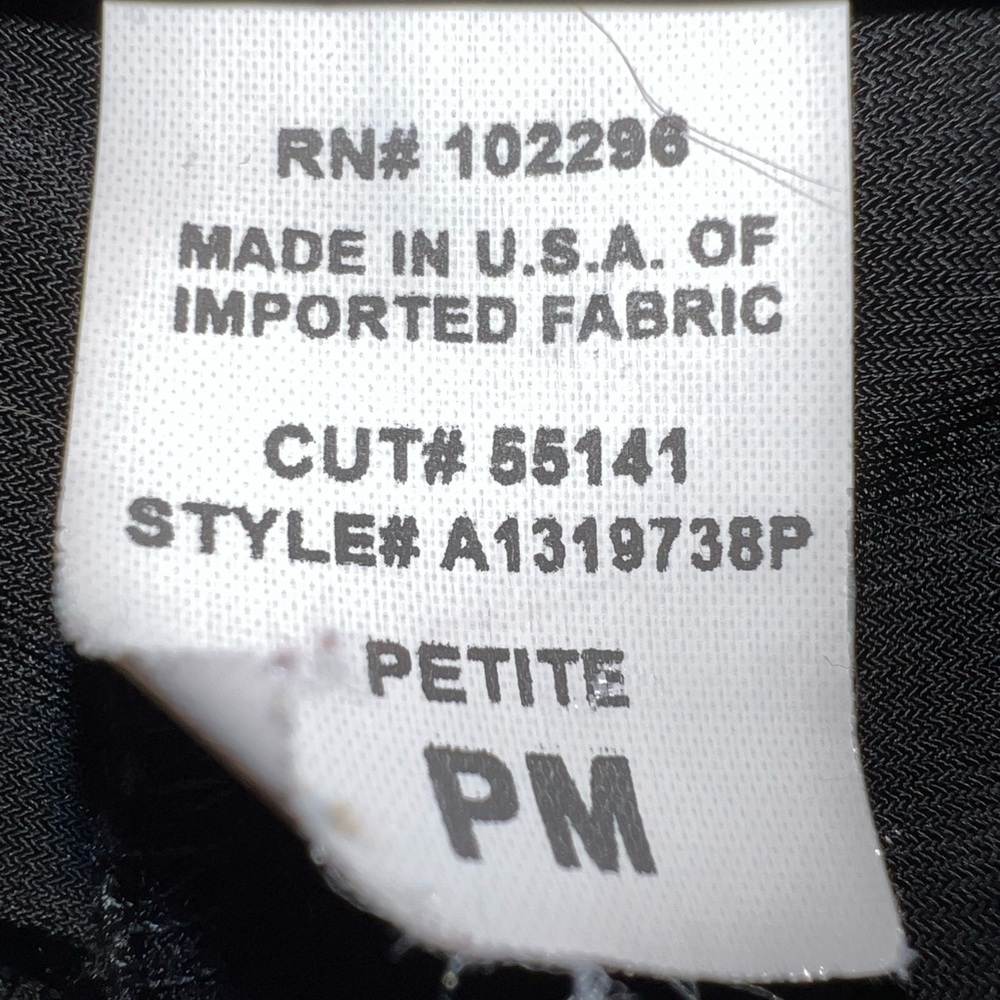 RN# 102296
MADE IN U.S.A. OF
IMPORTED FABRIC
CUT# 55141
STYLE# A1319738P
PETITE
PM